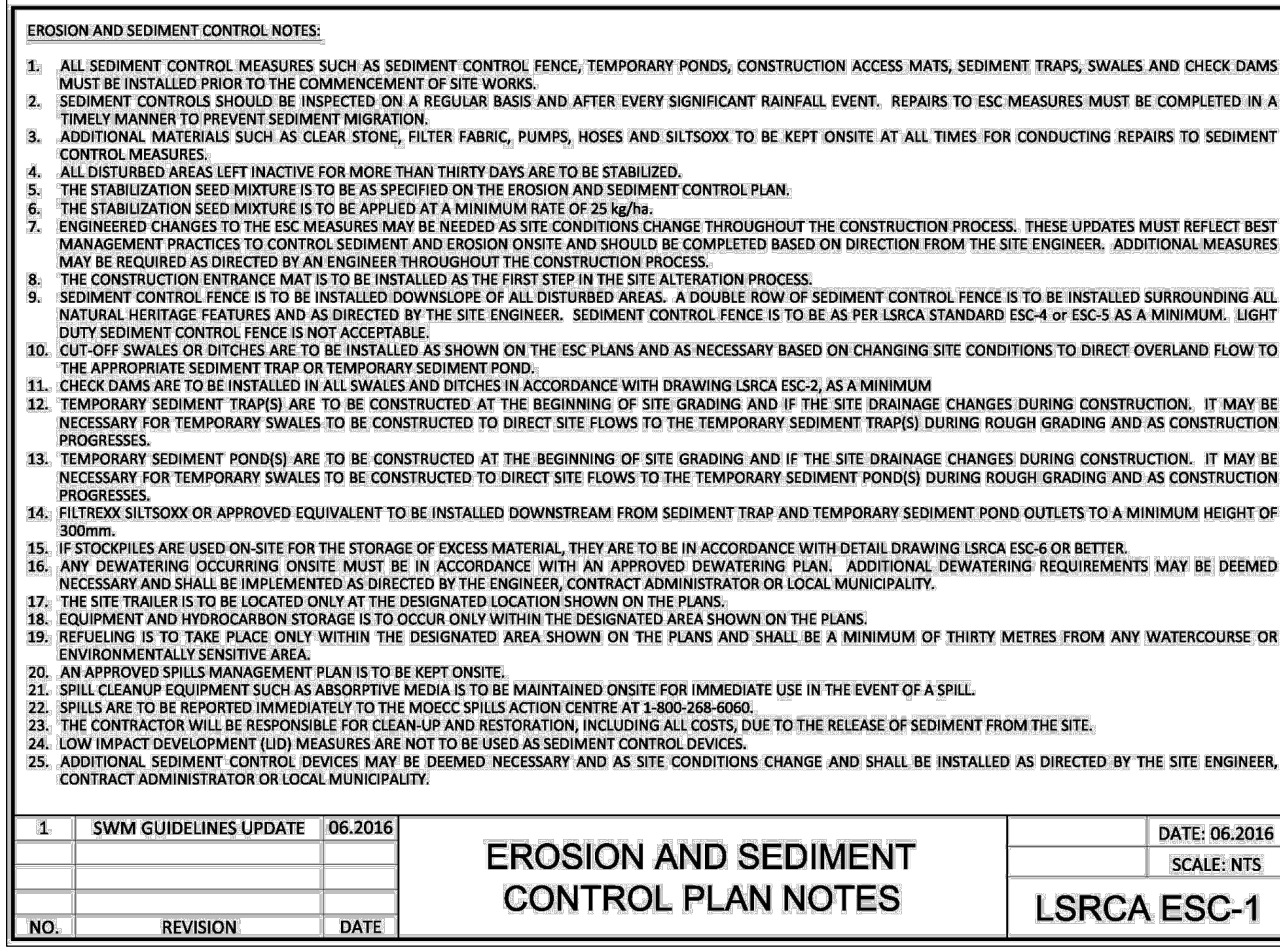 EROSION AND SEDIMENT CONTROL NOTES:
1. ALL SEDIMENT CONTROL MEASURES SUCH AS SEDIMENT CONTROL FENCE, TEMPORARY PONDS, CONSTRUCTION ACCESS MATS, SEDIMENT TRAPS, SWALES AND CHECK DAMS
MUST BE INSTALLED PRIOR TO THE COMMENCEMENT OF SITE WORKS.
2. SEDIMENT CONTROLS SHOULD BE INSPECTED ON A REGULAR BASIS AND AFTER EVERY SIGNIFICANT RAINFALL EVENT. REPAIRS TO ESC MEASURES MUST BE COMPLETED IN A
TIMELY MANNER TO PREVENT SEDIMENT MIGRATION.
3. ADDITIONAL MATERIALS SUCH AS CLEAR STONE, FILTER FABRIC, PUMPS, HOSES AND SILTSOXX TO BE KEPT ONSITE AT ALL TIMES FOR CONDUCTING REPAIRS TO SEDIMENT
CONTROL MEASURES.
4. ALL DISTURBED AREAS LEFT INACTIVE FOR MORE THAN THIRTY DAYS ARE TO BE STABILIZED.
5. THE STABILIZATION SEED MIXTURE IS TO BE AS SPECIFIED ON THE EROSION AND SEDIMENT CONTROL PLAN.
6. THE STABILIZATION SEED MIXTURE IS TO BE APPLIED AT A MINIMUM RATE OF 25 kg/ha.
7. ENGINEERED CHANGES TO THE ESC MEASURES MAY BE NEEDED AS SITE CONDITIONS CHANGE THROUGHOUT THE CONSTRUCTION PROCESS. THESE UPDATES MUST REFLECT BEST
MANAGEMENT PRACTICES TO CONTROL SEDIMENT AND EROSION ONSITE AND SHOULD BE COMPLETED BASED ON DIRECTION FROM THE SITE ENGINEER. ADDITIONAL MEASURES
MAY BE REQUIRED AS DIRECTED BY AN ENGINEER THROUGHOUT THE CONSTRUCTION PROCESS.
8. THE CONSTRUCTION ENTRANCE MAT IS TO BE INSTALLED AS THE FIRST STEP IN THE SITE ALTERATION PROCESS.
9. SEDIMENT CONTROL FENCE IS TO BE INSTALLED DOWNSLOPE OF ALL DISTURBED AREAS. A DOUBLE ROW OF SEDIMENT CONTROL FENCE IS TO BE INSTALLED SURROUNDING ALL
NATURAL HERITAGE FEATURES AND AS DIRECTED BY THE SITE ENGINEER. SEDIMENT CONTROL FENCE IS TO BE AS PER LSRCA STANDARD ESC-4 or ESC-5 AS A MINIMUM. LIGHT
DUTY SEDIMENT CONTROL FENCE IS NOT ACCEPTABLE.
10. CUT-OFF SWALES OR DITCHES ARE TO BE INSTALLED AS SHOWN ON THE ESC PLANS AND AS NECESSARY BASED ON CHANGING SITE CONDITIONS TO DIRECT OVERLAND FLOW TO
THE APPROPRIATE SEDIMENT TRAP OR TEMPORARY SEDIMENT POND.
11. CHECK DAMS ARE TO BE INSTALLED IN ALL SWALES AND DITCHES IN ACCORDANCE WITH DRAWING LSRCA ESC-2, AS A MINIMUM
12. TEMPORARY SEDIMENT TRAP(S) ARE TO BE CONSTRUCTED AT THE BEGINNING OF SITE GRADING AND IF THE SITE DRAINAGE CHANGES DURING CONSTRUCTION. IT MAY BE
NECESSARY FOR TEMPORARY SWALES TO BE CONSTRUCTED TO DIRECT SITE FLOWS TO THE TEMPORARY SEDIMENT TRAP(S) DURING ROUGH GRADING AND AS CONSTRUCTION
PROGRESSES.
13. TEMPORARY SEDIMENT POND(S) ARE TO BE CONSTRUCTED AT THE BEGINNING OF SITE GRADING AND IF THE SITE DRAINAGE CHANGES DURING CONSTRUCTION. IT MAY BE
NECESSARY FOR TEMPORARY SWALES TO BE CONSTRUCTED TO DIRECT SITE FLOWS TO THE TEMPORARY SEDIMENT POND(S) DURING ROUGH GRADING AND AS CONSTRUCTION
PROGRESSES.
14. FILTREXX SILTSOXX OR APPROVED EQUIVALENT TO BE INSTALLED DOWNSTREAM FROM SEDIMENT TRAP AND TEMPORARY SEDIMENT POND OUTLETS TO A MINIMUM HEIGHT OF
300mm.
15. IF STOCKPILES ARE USED ON-SITE FOR THE STORAGE OF EXCESS MATERIAL, THEY ARE TO BE IN ACCORDANCE WITH DETAIL DRAWING LSRCA ESC-6 OR BETTER.
16. ANY DEWATERING OCCURRING ONSITE MUST BE IN ACCORDANCE WITH AN APPROVED DEWATERING PLAN. ADDITIONAL DEWATERING REQUIREMENTS MAY BE DEEMED
NECESSARY AND SHALL BE IMPLEMENTED AS DIRECTED BY THE ENGINEER, CONTRACT ADMINISTRATOR OR LOCAL MUNICIPALITY.
17. THE SITE TRAILER IS TO BE LOCATED ONLY AT THE DESIGNATED LOCATION SHOWN ON THE PLANS.
18. EQUIPMENT AND HYDROCARBON STORAGE IS TO OCCUR ONLY WITHIN THE DESIGNATED AREA SHOWN ON THE PLANS.
19. REFUELING IS TO TAKE PLACE ONLY WITHIN THE DESIGNATED AREA SHOWN ON THE PLANS AND SHALL BE A MINIMUM OF THIRTY METRES FROM ANY WATERCOURSE OR
ENVIRONMENTALLY SENSITIVE AREA.
20. AN APPROVED SPILLS MANAGEMENT PLAN IS TO BE KEPT ONSITE.
21. SPILL CLEANUP EQUIPMENT SUCH AS ABSORPTIVE MEDIA IS TO BE MAINTAINED ONSITE FOR IMMEDIATE USE IN THE EVENT OF A SPILL.
22. SPILLS ARE TO BE REPORTED IMMEDIATELY TO THE MOECC SPILLS ACTION CENTRE AT 1-800-268-6060.
23. THE CONTRACTOR WILL BE RESPONSIBLE FOR CLEAN-UP AND RESTORATION, INCLUDING ALL COSTS, DUE TO THE RELEASE OF SEDIMENT FROM THE SITE.
24. LOW IMPACT DEVELOPMENT (LID) MEASURES ARE NOT TO BE USED AS SEDIMENT CONTROL DEVICES.
25. ADDITIONAL SEDIMENT CONTROL DEVICES MAY BE DEEMED NECESSARY AND AS SITE CONDITIONS CHANGE AND SHALL BE INSTALLED AS DIRECTED BY THE SITE ENGINEER,
CONTRACT ADMINISTRATOR OR LOCAL MUNICIPALITY.
1 SWM GUIDELINES UPDATE 06.2016
NO. REVISION DATE
EROSION AND SEDIMENT
CONTROL PLAN NOTES
DATE: 06.2016
SCALE: NTS
LSRCA ESC-1